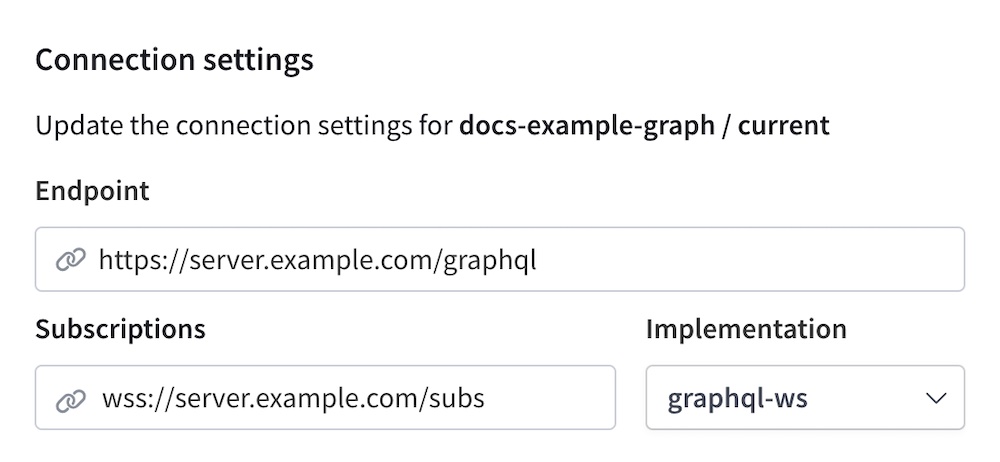 Connection settings
Update the connection settings for docs-example-graph / current
Endpoint
https://server.example.com/graphql
Subscriptions
Implementation
wss://server.example.com/subs
graphql-ws